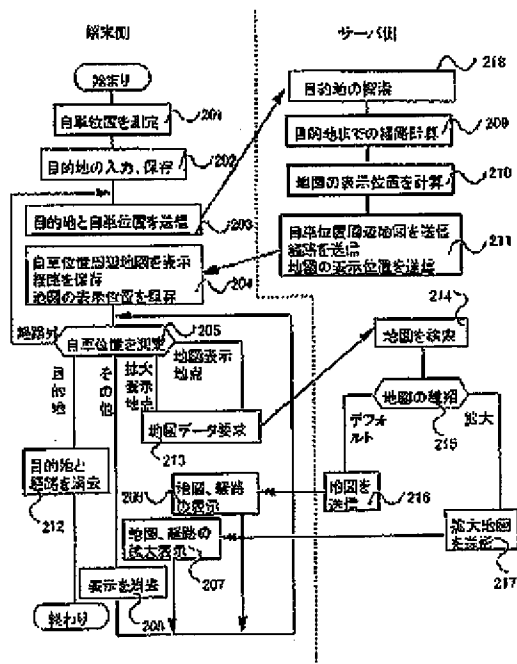 端末側
サーバ側
始まり
自車位置を測定
201
目的地の入力、保存
202
目的地と自車位置を送信
203
自車位置周辺地図を表示
経路を保存
地図の表示位置を保存
204
目的地の探索
218
目的地までの経路計算
209
地図の表示位置を計算
210
自車位置周辺地図を送信
経路を送信
地図の表示位置を送信
211
経路外
自車位置を測定
205
目的地
その他
拡大表示地点
地図表示地点
地図データ要求
213
地図を検索
214
地図の種類
215
デフォルト
拡大
目的地と
経路を消去
212
地図、経路
の表示
地図を
送信
216
地図、経路の
拡大表示
207
拡大地図
を送信
217
表示を消去
終わり